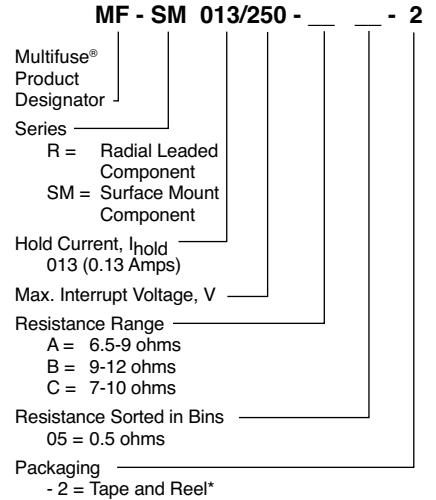 MF - SM 013/250 - __ __ - 2
Multifuse®
Product
Designator
Series
R = Radial Leaded
Component
SM = Surface Mount
Component
Hold Current, Ihold
013 (0.13 Amps)
Max. Interrupt Voltage, V
Resistance Range
A = 6.5-9 ohms
B = 9-12 ohms
C = 7-10 ohms
Resistance Sorted in Bins
05 = 0.5 ohms
Packaging
- 2 = Tape and Reel*